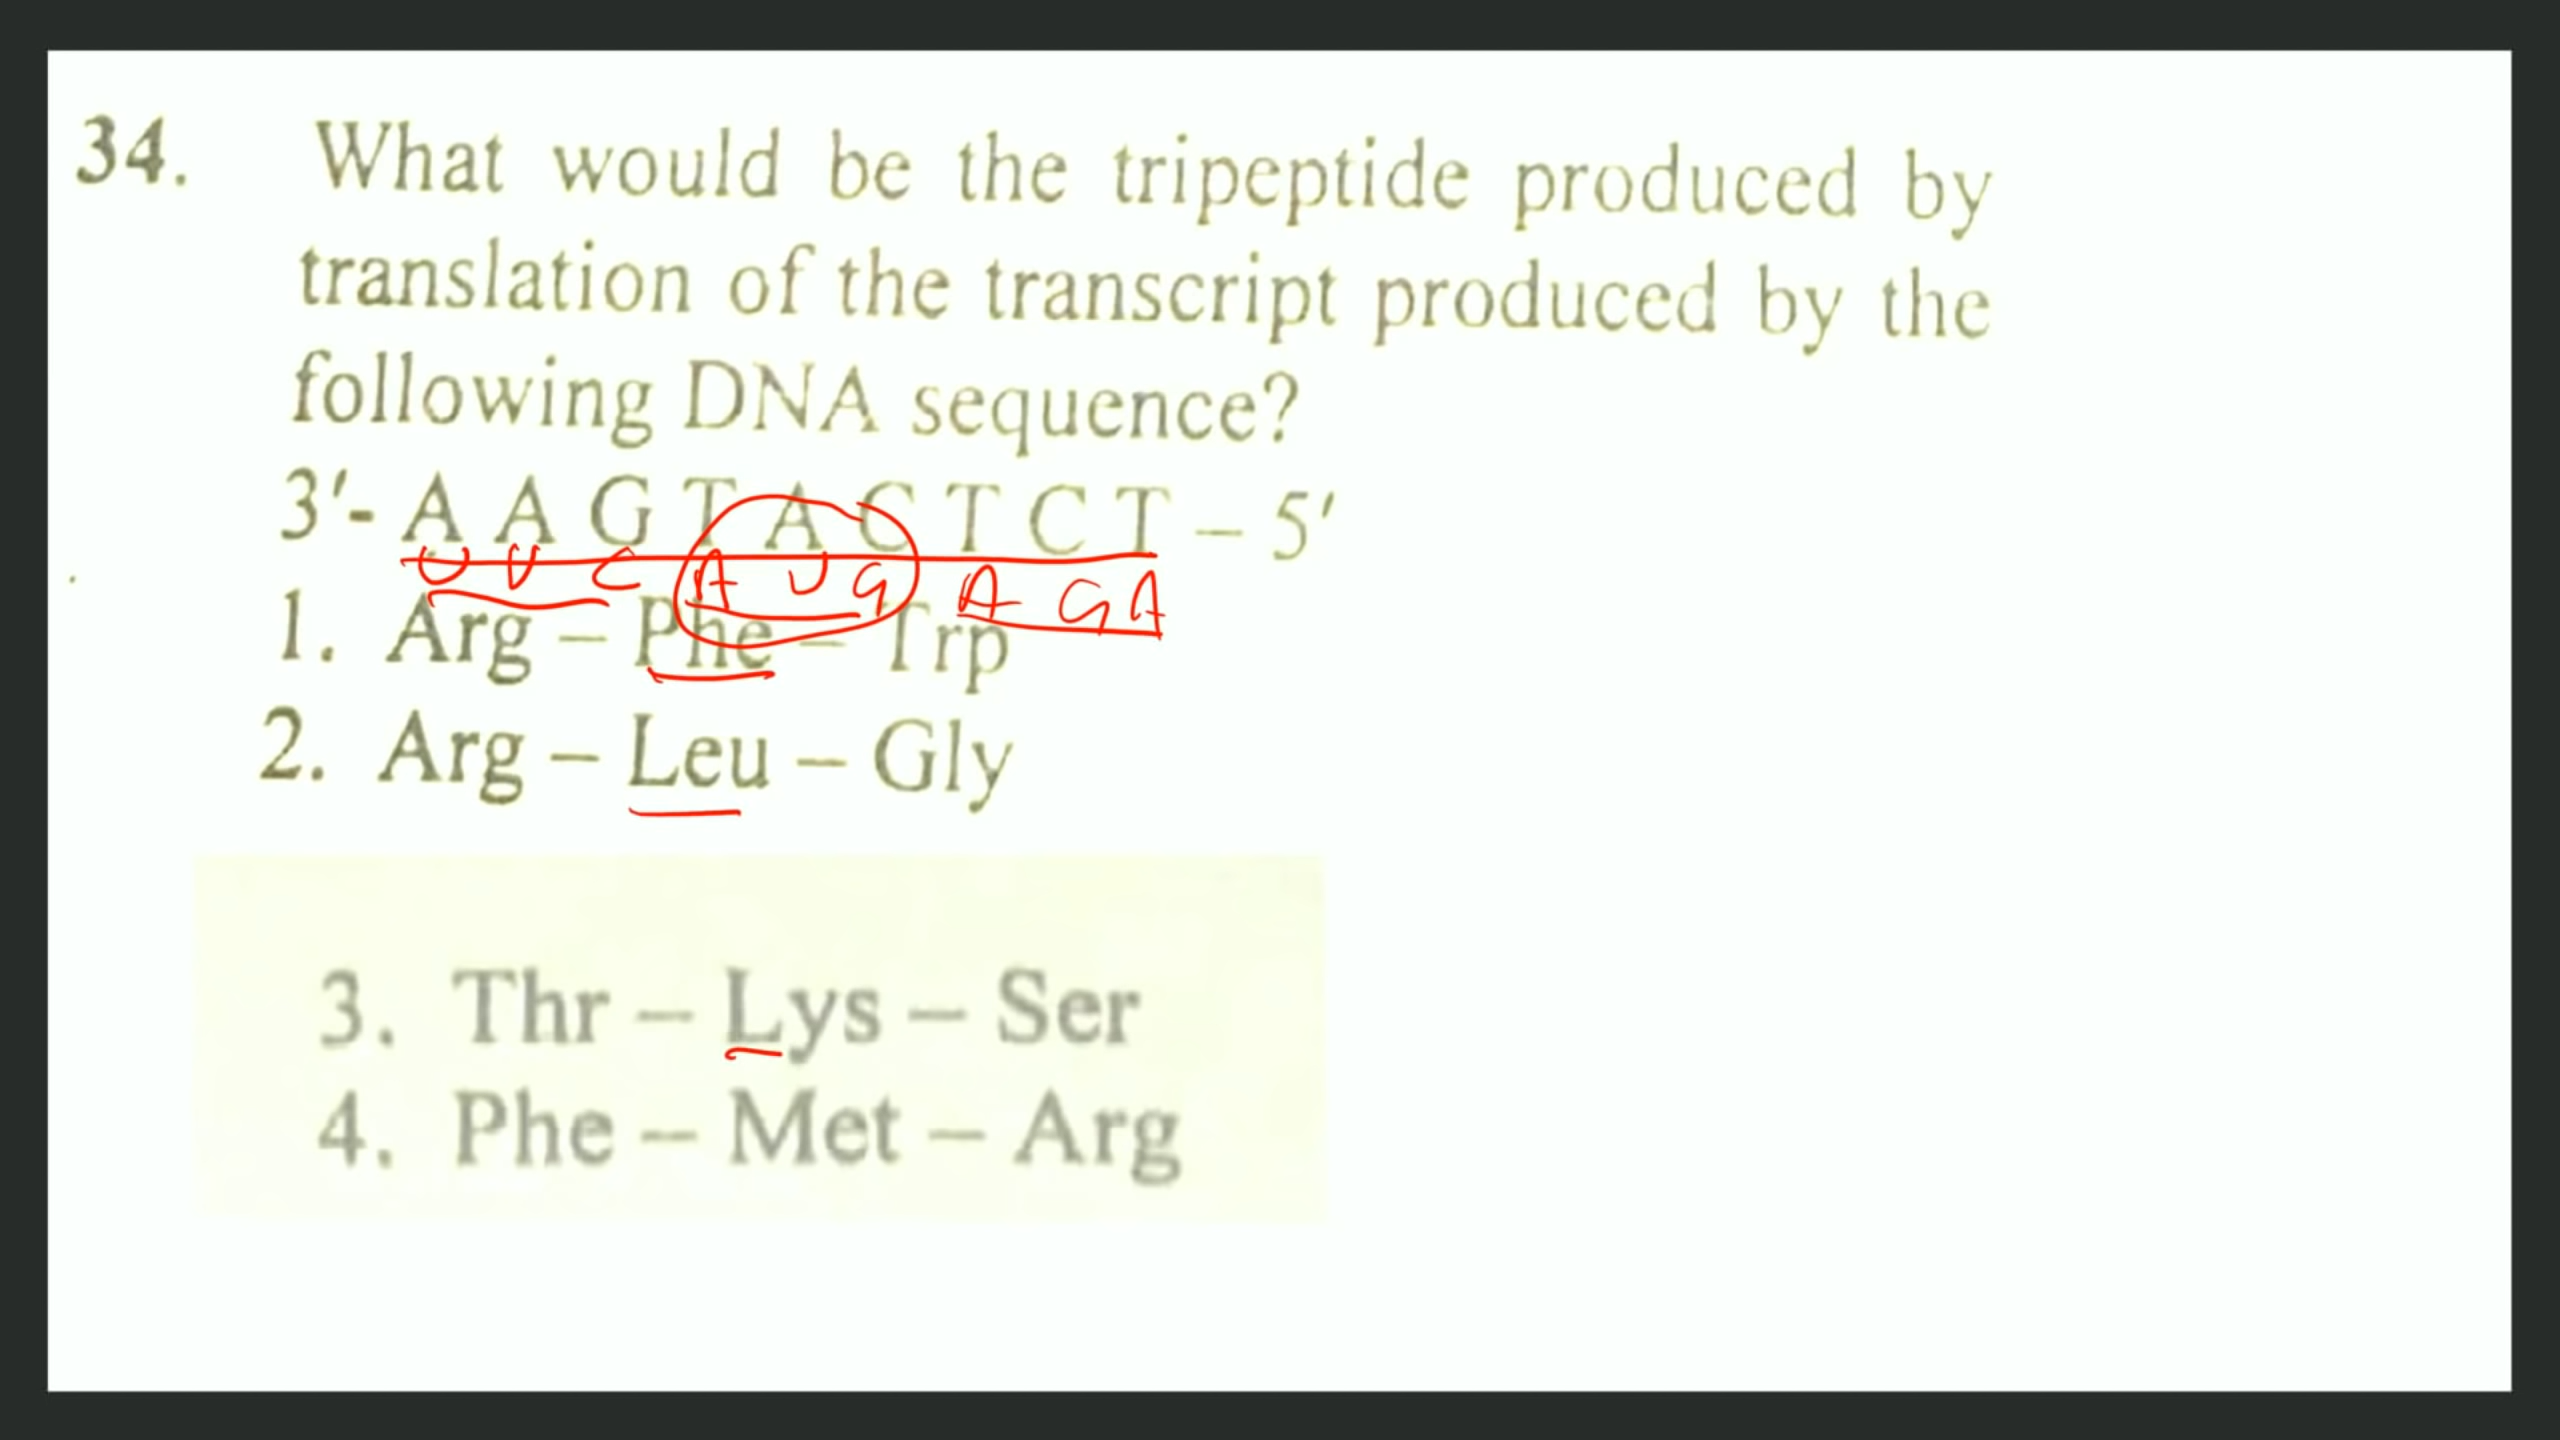 34. What would be the tripeptide produced by
translation of the transcript produced by the
following DNA sequence?
3'- A A G T A C T C T – 5'
U U C A U G A G A
1. Arg – Phe – Trp
2. Arg – Leu – Gly
3. Thr – Lys – Ser
4. Phe – Met – Arg